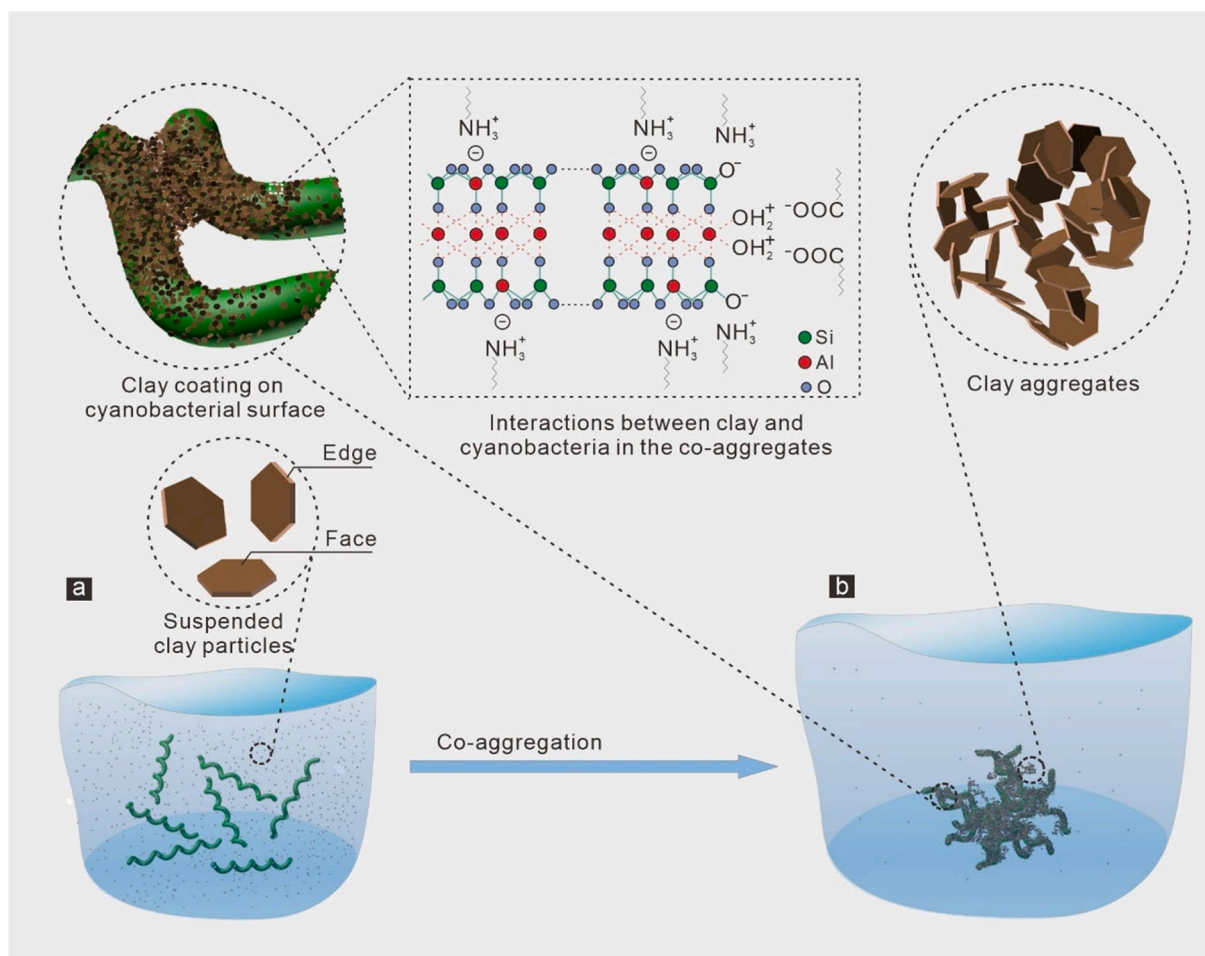 NH₃⁺
NH₃⁺
NH₃⁺
⊖
⊖
O⁻
OH₂⁺
⁻OOC
OH₂⁺
⁻OOC
O⁻
⊖
⊖
NH₃⁺
NH₃⁺
NH₃⁺
Si
Al
O
Clay coating on
cyanobacterial surface
Interactions between clay and
cyanobacteria in the co-aggregates
Clay aggregates
Edge
Face
a
Suspended
clay particles
b
Co-aggregation